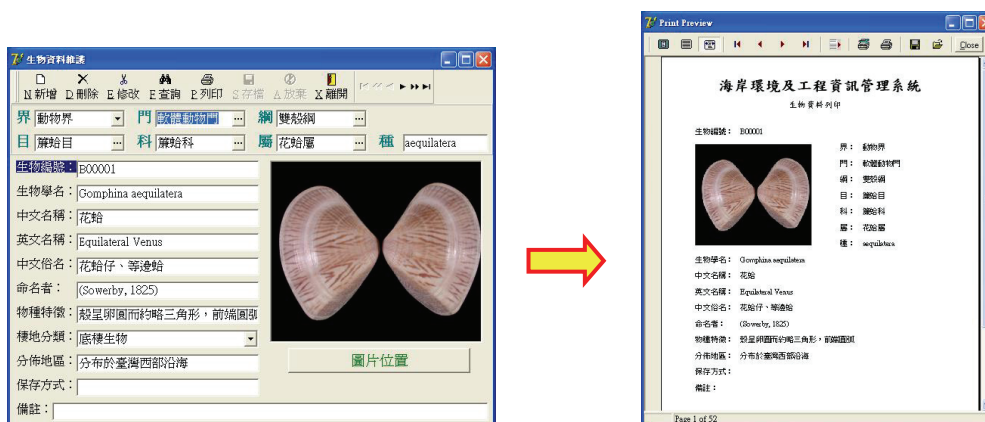 生物資料維護
N新增 D刪除 E修改 F查詢 P列印 S存檔 A放棄 X離開
界 動物界 門 軟體動物門 ... 綱 雙殼綱 ...
目 簾蛤目 ... 科 簾蛤科 ... 屬 花蛤屬 ... 種 aequilatera
生物編號：B00001
生物學名：Gomphina aequilatera
中文名稱：花蛤
英文名稱：Equilateral Venus
中文俗名：花蛤仔、等邊蛤
命名者：(Sowerby, 1825)
物種特徵：殼呈卵圓而約略三角形，前端圓
棲地分類：底棲生物
分佈地區：分布於臺灣西部沿海
保存方式：
備註：
圖片位置
Print Preview
Close
海岸環境及工程資訊管理系統
生物資料列印
生物編號： B00001
界： 動物界
門： 軟體動物門
綱： 雙殼綱
目： 簾蛤目
科： 簾蛤科
屬： 花蛤屬
種： aequilatera
生物學名： Gomphina aequilatera
中文名稱： 花蛤
英文名稱： Equilateral Venus
中文俗名： 花蛤仔、等邊蛤
命名者： (Sowerby, 1825)
物種特徵： 殼呈卵圓而約略三角形，前端圓
分佈地區： 分布於臺灣西部沿海
保存方式：
備註：
Page 1 of 52